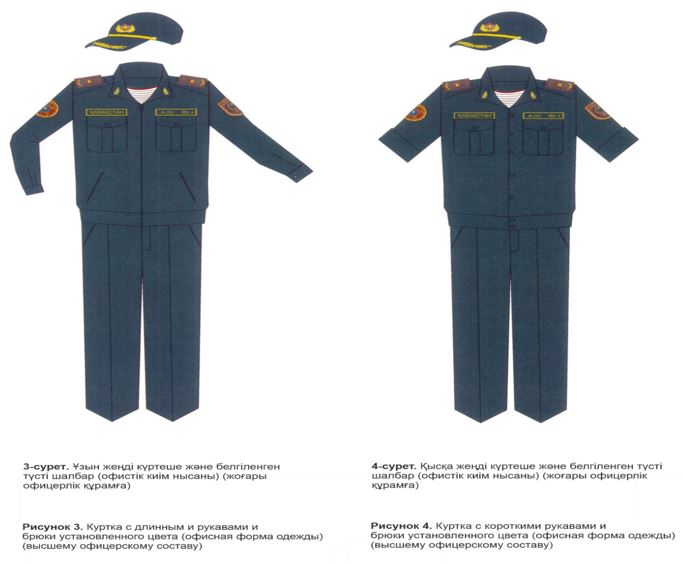 ҚАЗАҚСТАН
ҚАЗАҚСТАН
3-сурет. Ұзын жеңді күртеше және белгіленген
түсті шалбар (офистік киім нысаны) (жоғары
офицерлік құрамға)
Рисунок 3. Куртка с длинным и рукавами и
брюки установленного цвета (офисная форма одежды)
(высшему офицерскому составу)
4-сурет. Қысқа жеңді күртеше және белгіленген түсті
шалбар (офистік киім нысаны) (жоғары офицерлік
құрамға)
Рисунок 4. Куртка с короткими рукавами и
брюки установленного цвета (офисная форма одежды)
(высшему офицерскому составу)